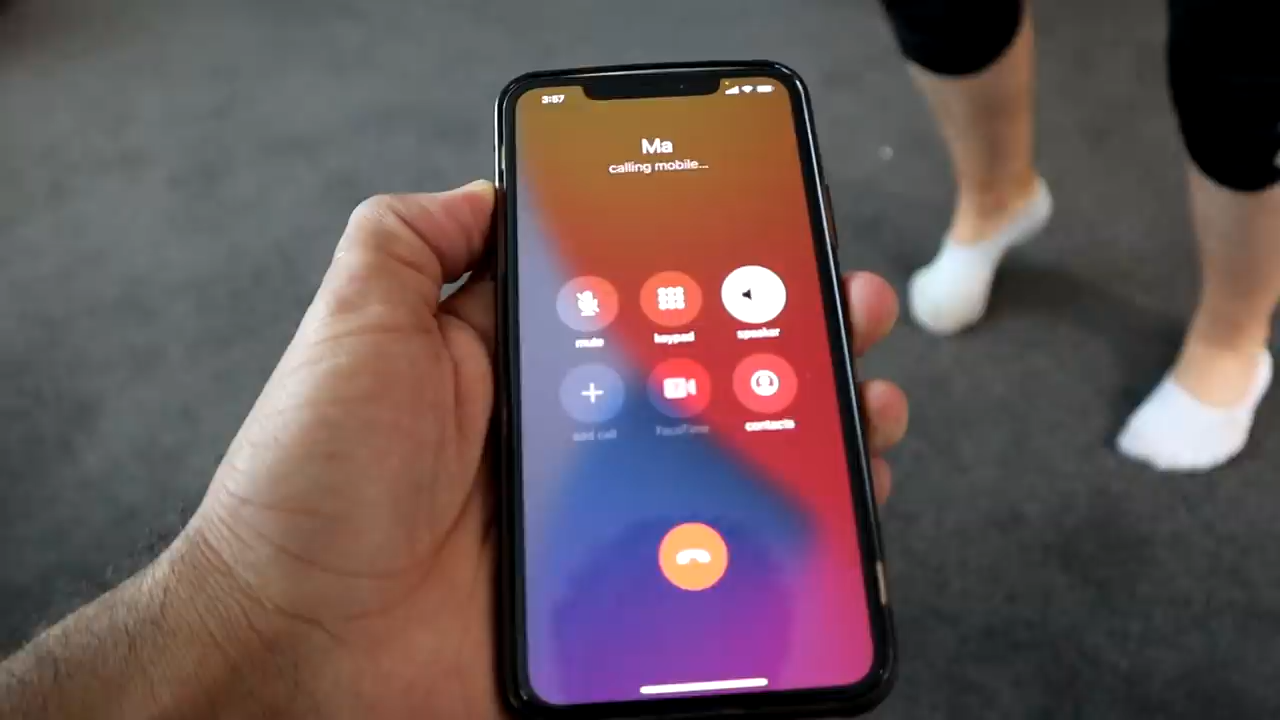 3:57
Ma
calling mobile...
mute
keypad
speaker
add call
FaceTime
contacts